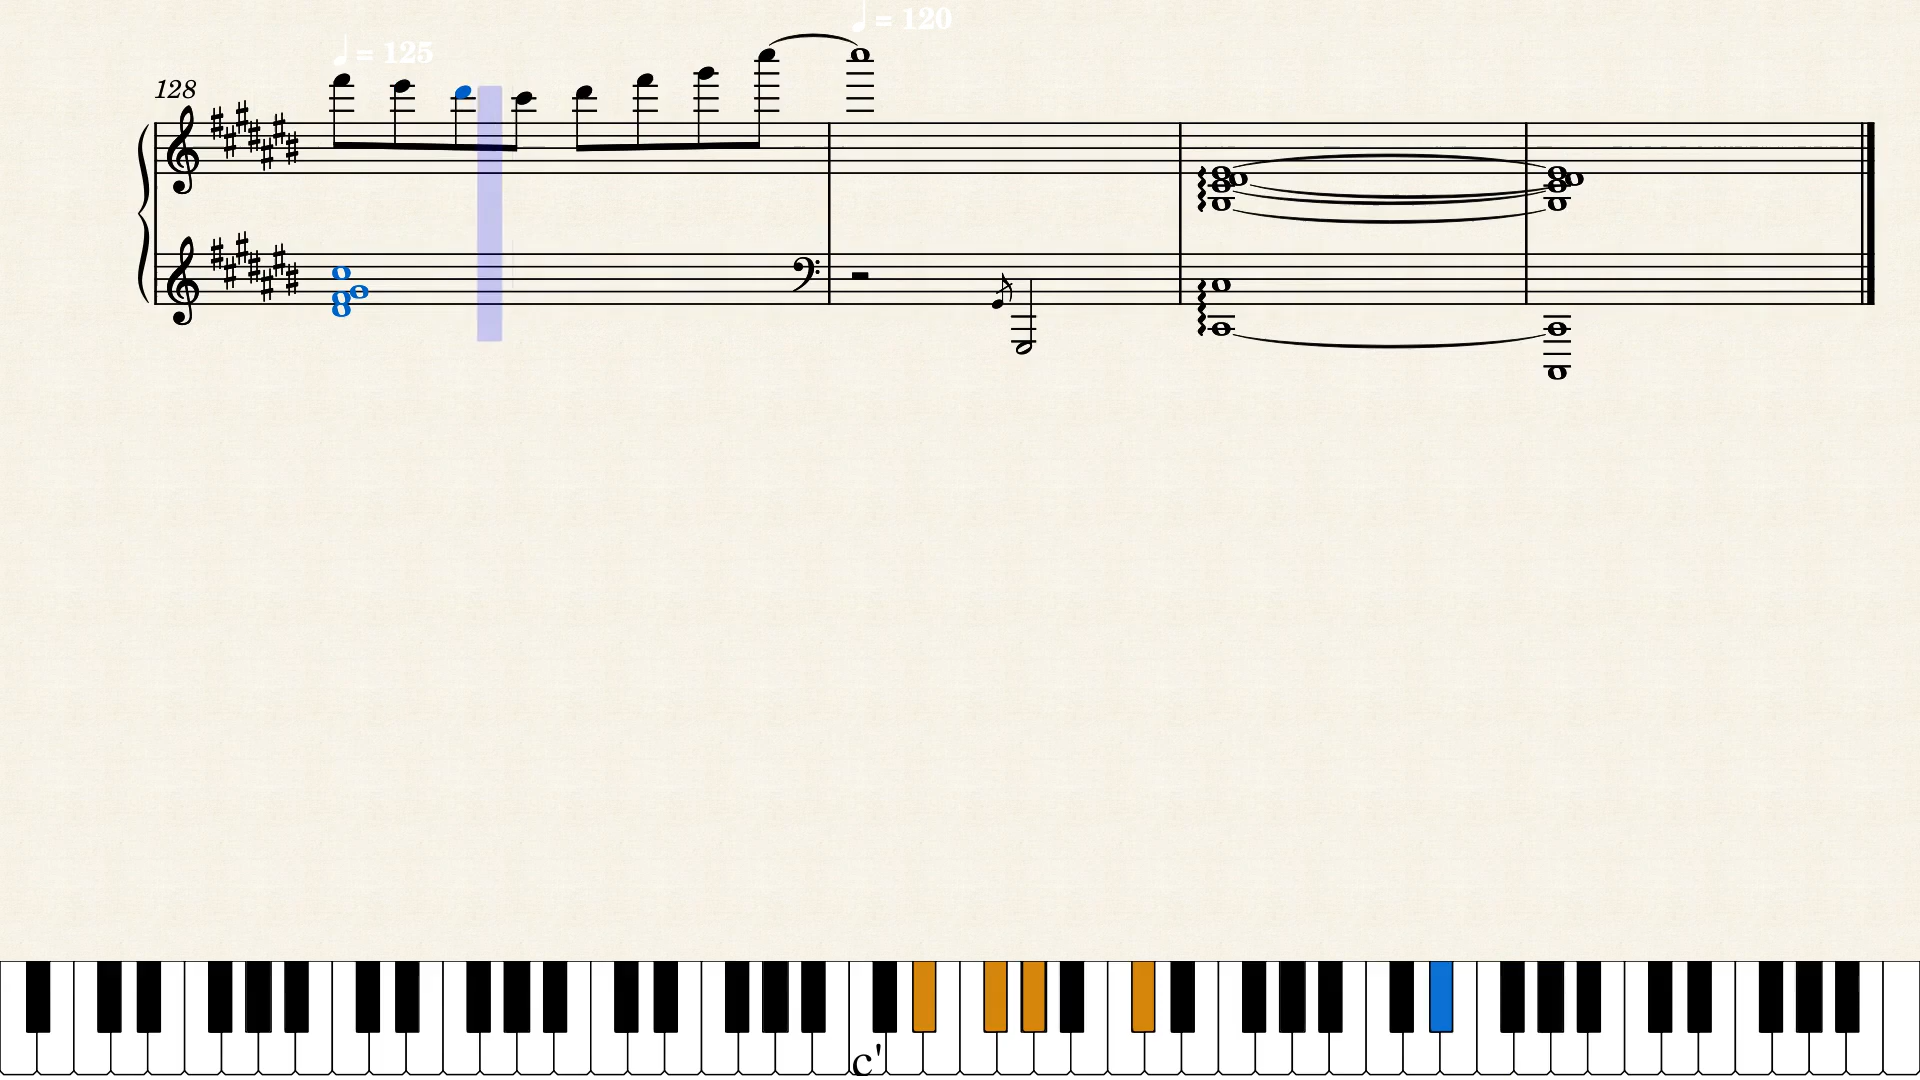 ♩ = 120
♩ = 125
128
c'